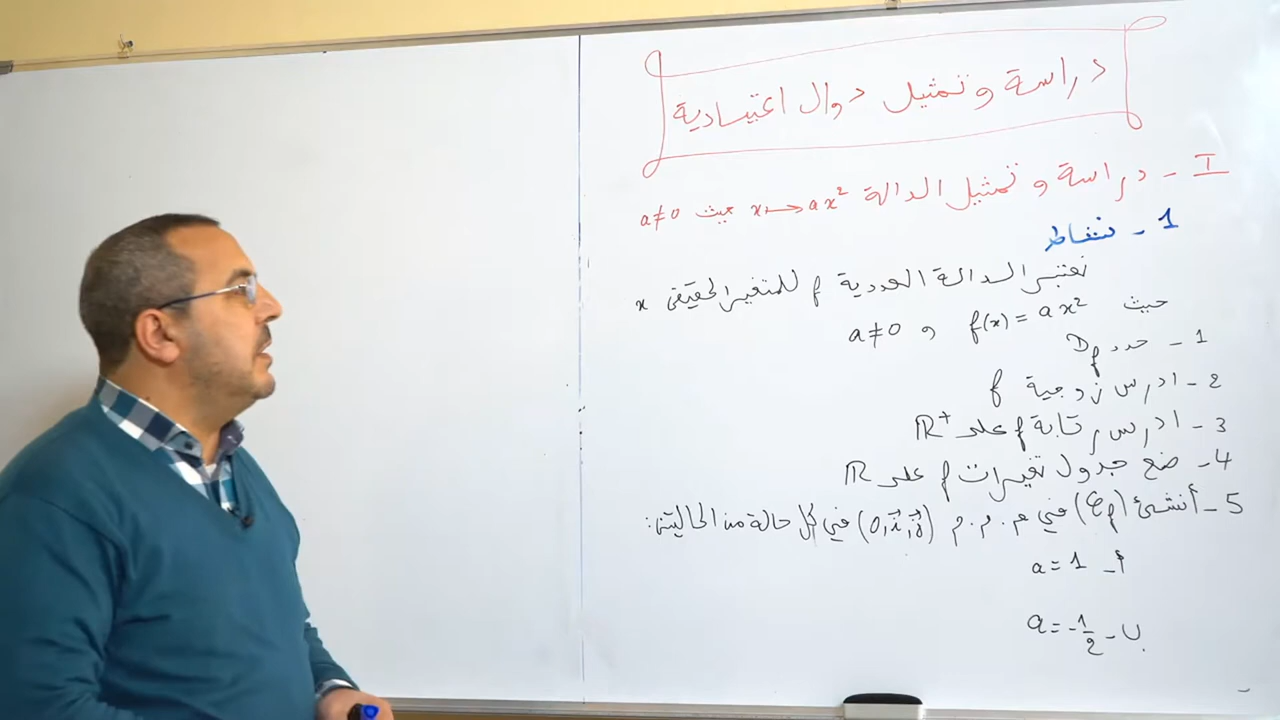 دراسة وتمثيل دوال اعتيادية
I - دراسة و تمثيل الدالة x ↦ ax² حيث a≠0
1 - نشاط
نعتبر الدالة العددية f للمتغير الحقيقي x
حيث f(x) = ax² و a≠0
1 - حدد D_f
2 - ادرس زوجية f
3 - ادرس رتابة f على ℝ⁺
4 - ضع جدول تغيرات f على ℝ
5 - أنشئ (𝒞_f) في م.م.م (O,i⃗,j⃗) في كل حالة من الحالتين:
أ - a = 1
ب - a = -1/2